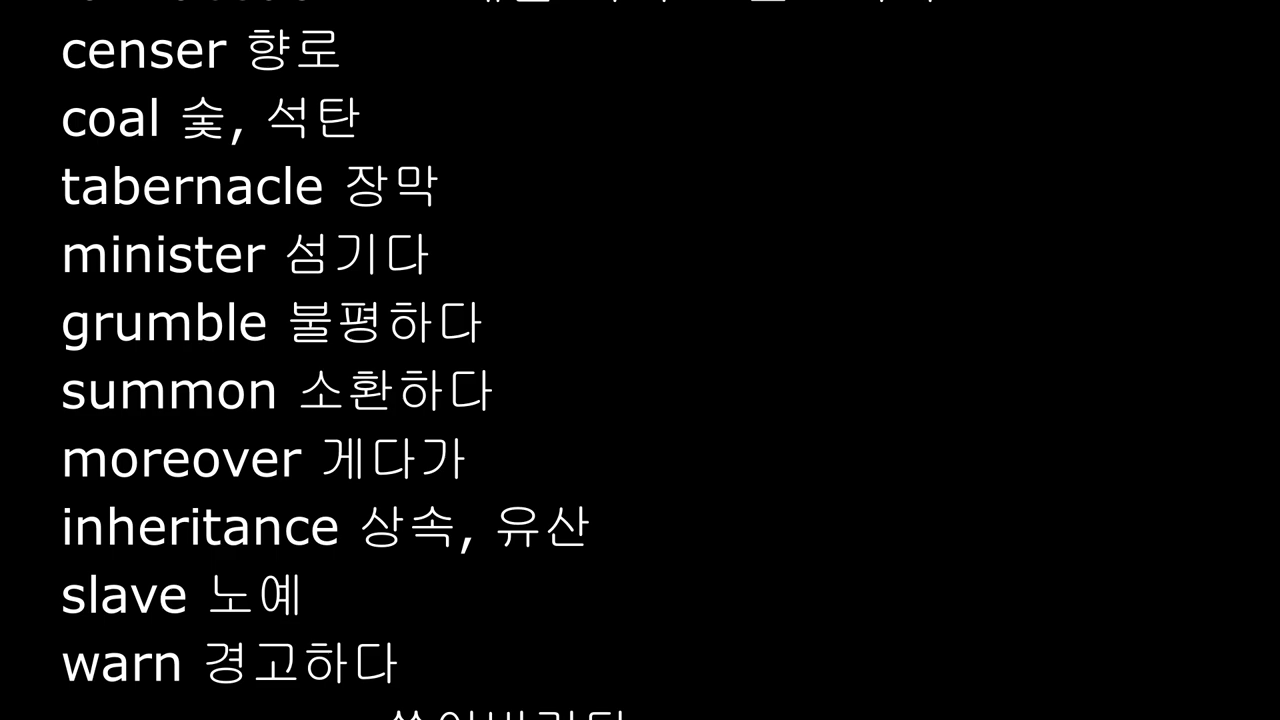 censer 향로
coal 숯, 석탄
tabernacle 장막
minister 섬기다
grumble 불평하다
summon 소환하다
moreover 게다가
inheritance 상속, 유산
slave 노예
warn 경고하다